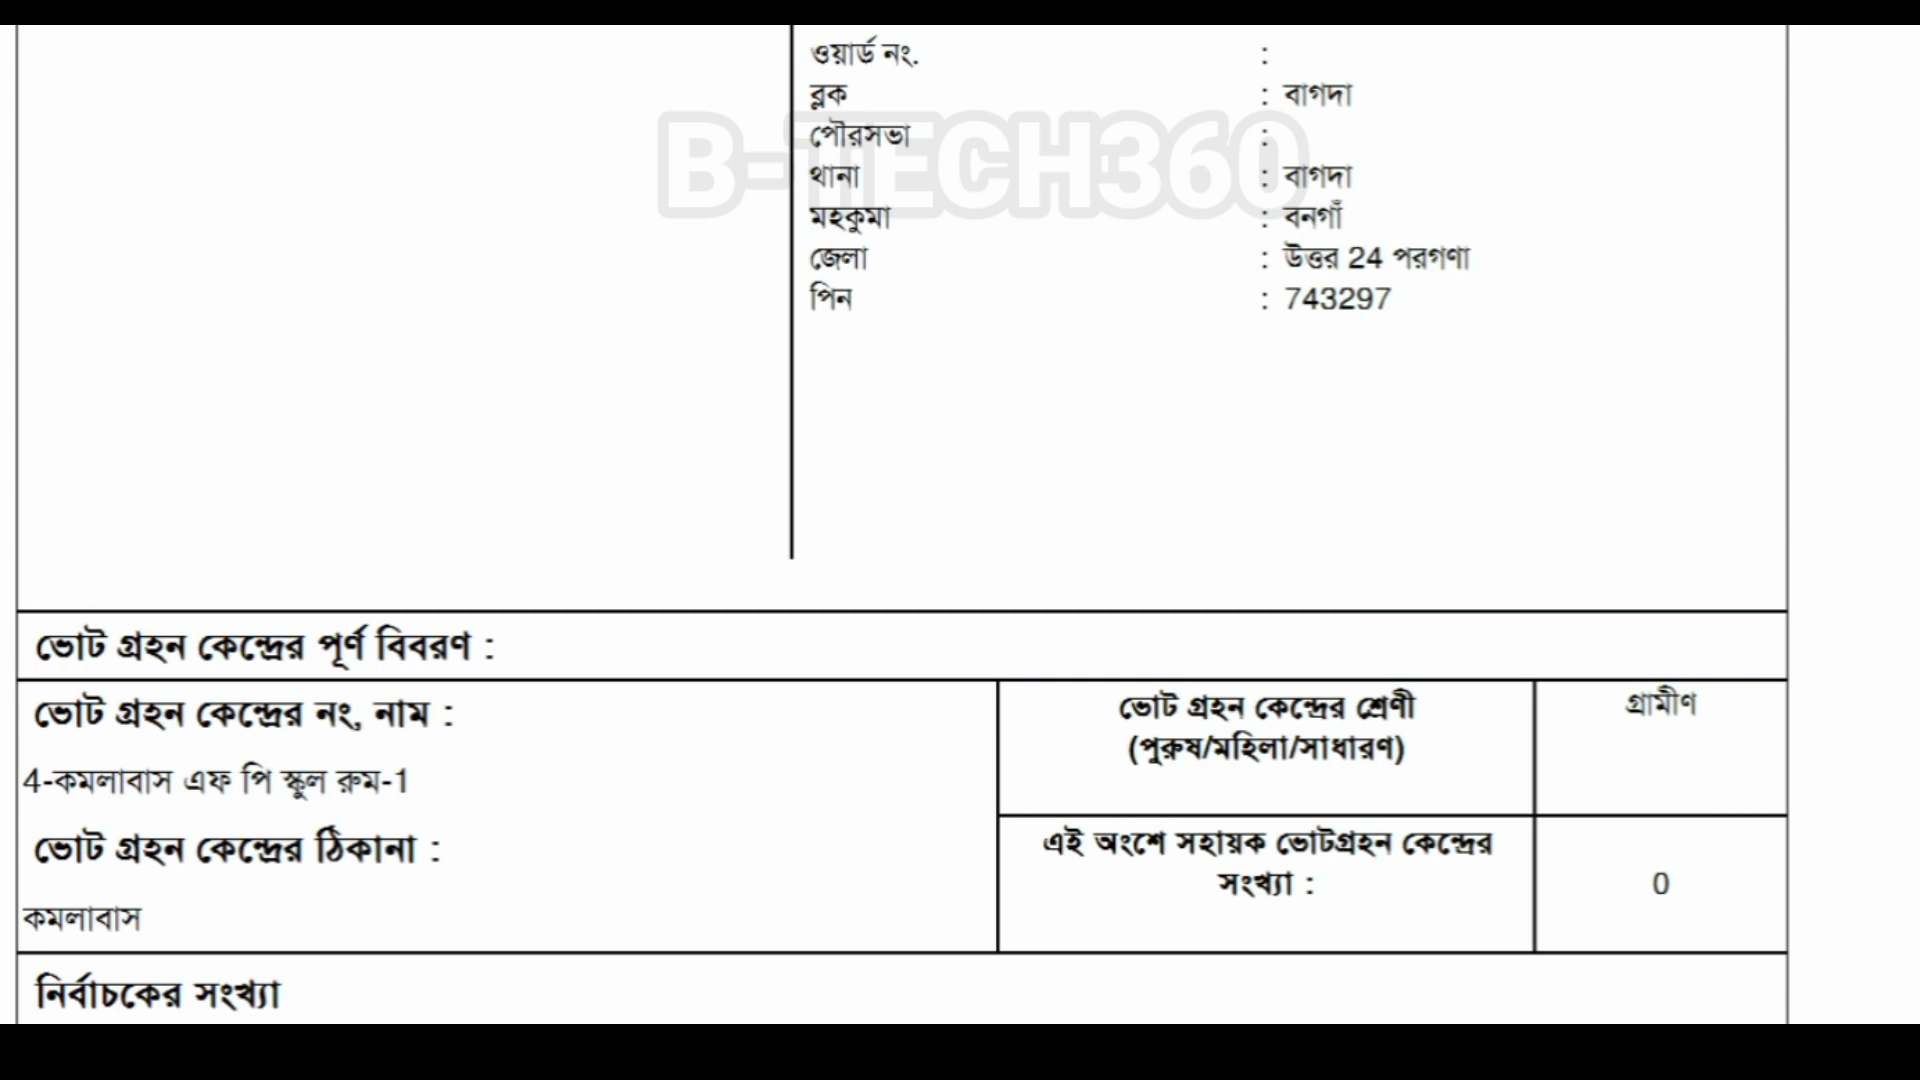 ওয়ার্ড নং. :
ব্লক : বাগদা
পৌরসভা :
থানা : বাগদা
মহকুমা : বনগাঁ
জেলা : উত্তর 24 পরগণা
পিন : 743297
B-TECH360
ভোট গ্রহন কেন্দ্রের পূর্ণ বিবরণ :
ভোট গ্রহন কেন্দ্রের নং, নাম :
4-কমলাবাস এফ পি স্কুল রুম-1
ভোট গ্রহন কেন্দ্রের ঠিকানা :
কমলাবাস
ভোট গ্রহন কেন্দ্রের শ্রেণী
(পুরুষ/মহিলা/সাধারণ)
গ্রামীণ
এই অংশে সহায়ক ভোটগ্রহন কেন্দ্রের
সংখ্যা :
0
নির্বাচকের সংখ্যা